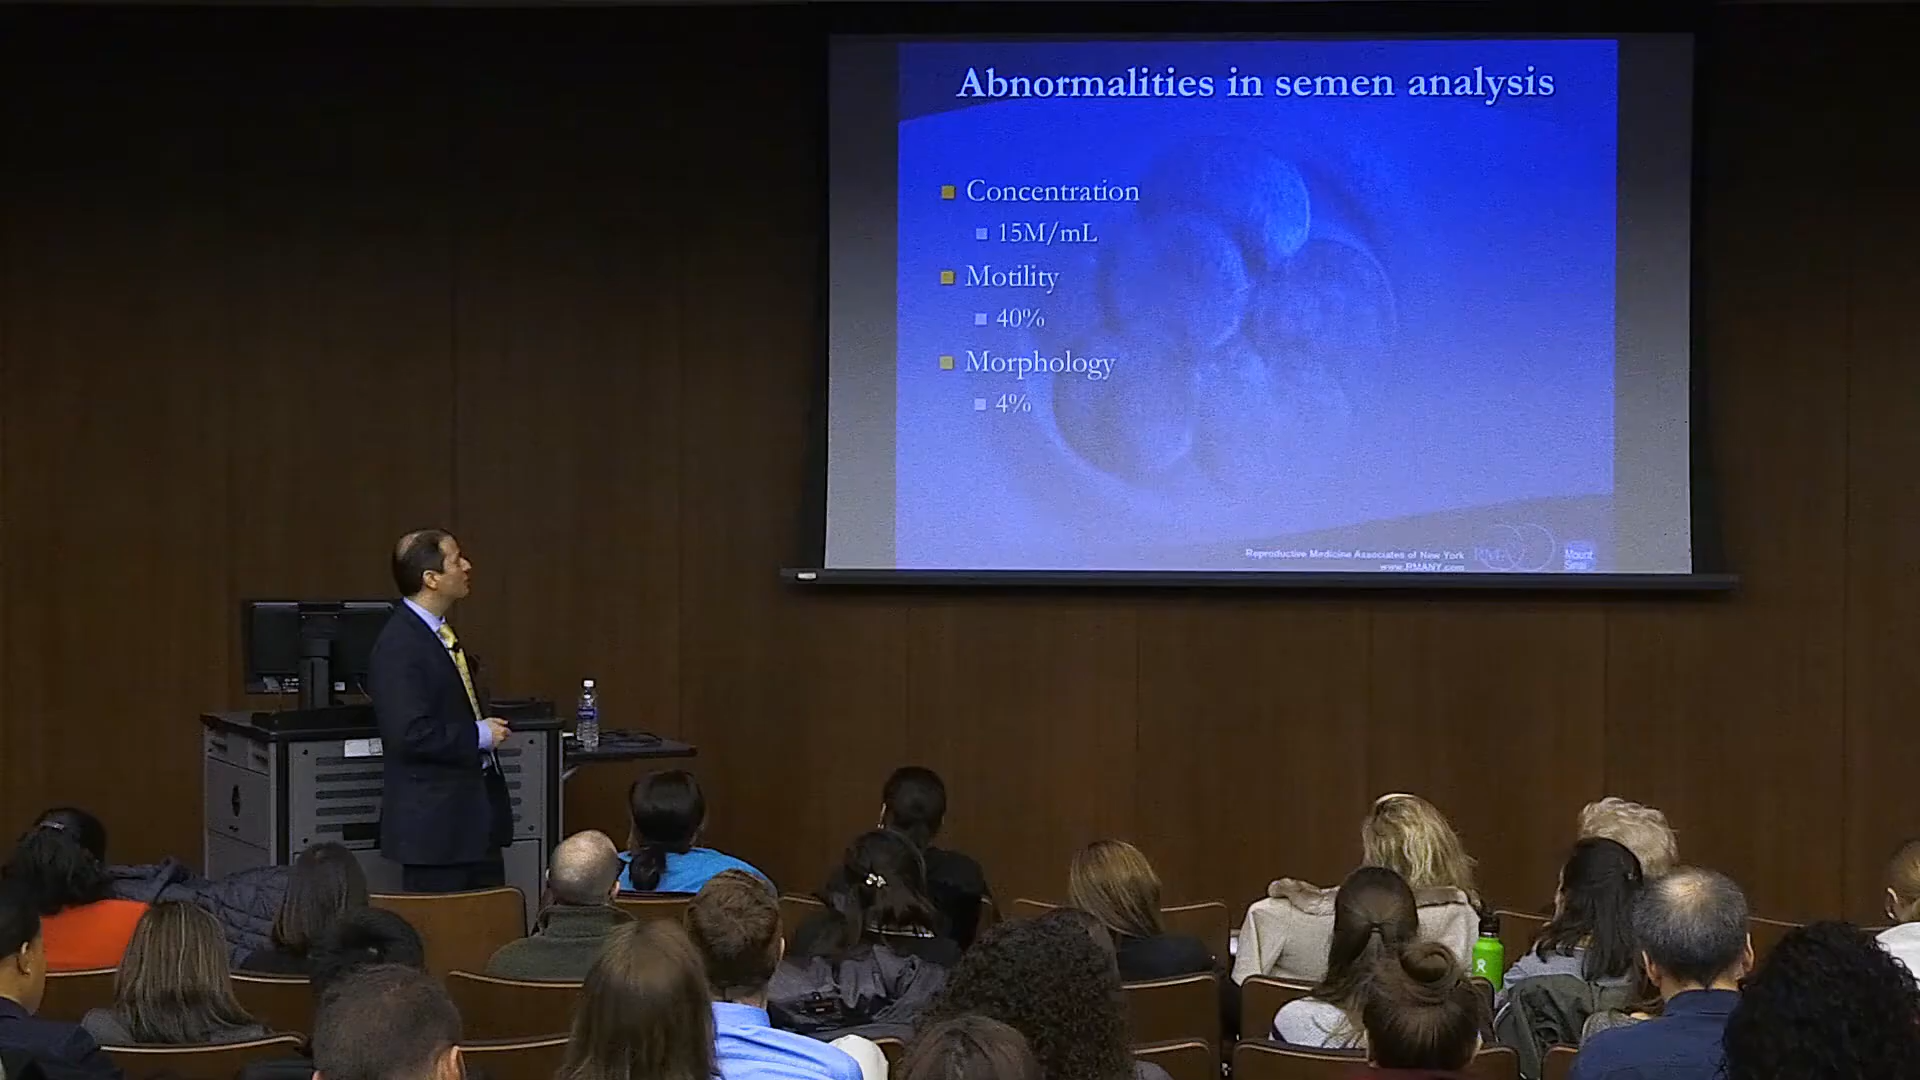 Abnormalities in semen analysis
Concentration
15M/mL
Motility
40%
Morphology
4%
Reproductive Medicine Associates of New York
www.RMANY.com
RMA
Mount
Sinai